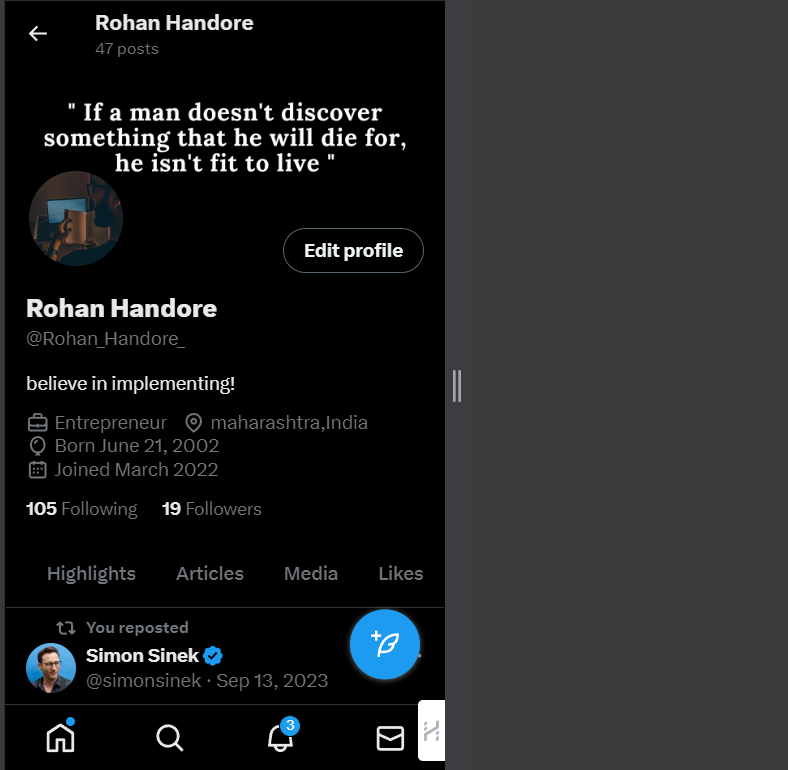 Rohan Handore
47 posts
" If a man doesn't discover
something that he will die for,
he isn't fit to live "
Edit profile
Rohan Handore
@Rohan_Handore_
believe in implementing!
Entrepreneur maharashtra,India
Born June 21, 2002
Joined March 2022
105 Following 19 Followers
Highlights Articles Media Likes
You reposted
Simon Sinek
@simonsinek · Sep 13, 2023
3